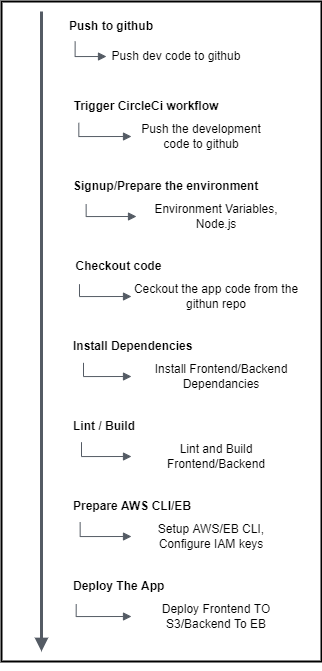 Push to github
Push dev code to github
Trigger CircleCi workflow
Push the development
code to github
Signup/Prepare the environment
Environment Variables,
Node.js
Checkout code
Ceckout the app code from the
githun repo
Install Dependencies
Install Frontend/Backend
Dependancies
Lint / Build
Lint and Build
Frontend/Backend
Prepare AWS CLI/EB
Setup AWS/EB CLI,
Configure IAM keys
Deploy The App
Deploy Frontend TO
S3/Backend To EB